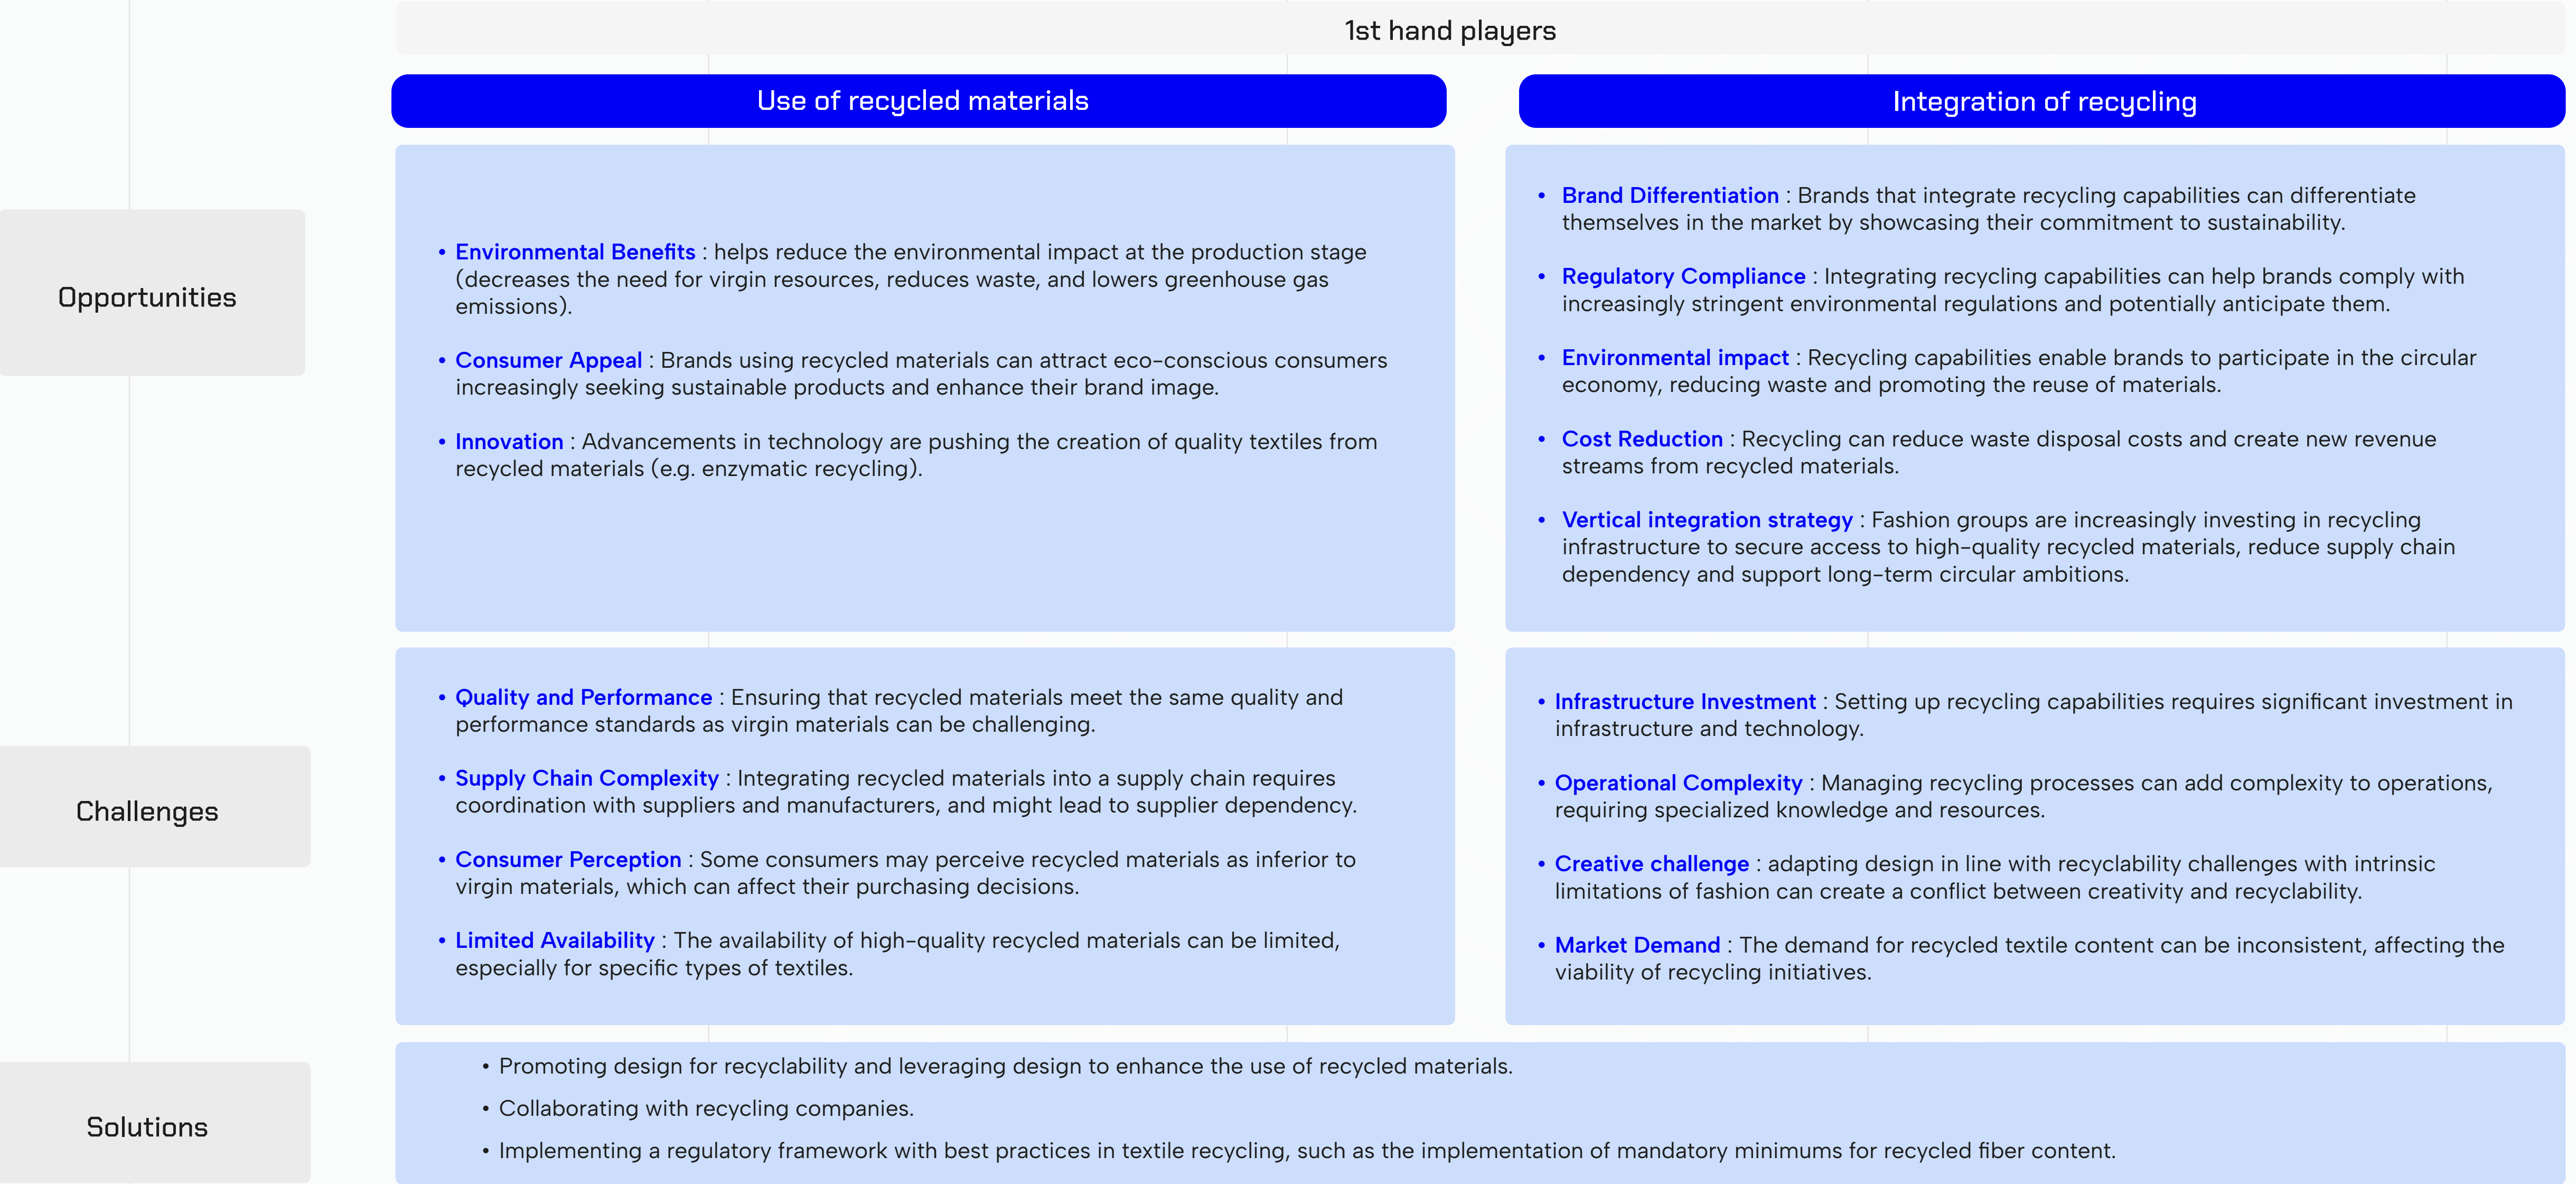 1st hand players
Use of recycled materials
Integration of recycling
Opportunities
• Environmental Benefits : helps reduce the environmental impact at the production stage
(decreases the need for virgin resources, reduces waste, and lowers greenhouse gas
emissions).
• Consumer Appeal : Brands using recycled materials can attract eco-conscious consumers
increasingly seeking sustainable products and enhance their brand image.
• Innovation : Advancements in technology are pushing the creation of quality textiles from
recycled materials (e.g. enzymatic recycling).
• Brand Differentiation : Brands that integrate recycling capabilities can differentiate
themselves in the market by showcasing their commitment to sustainability.
• Regulatory Compliance : Integrating recycling capabilities can help brands comply with
increasingly stringent environmental regulations and potentially anticipate them.
• Environmental impact : Recycling capabilities enable brands to participate in the circular
economy, reducing waste and promoting the reuse of materials.
• Cost Reduction : Recycling can reduce waste disposal costs and create new revenue
streams from recycled materials.
• Vertical integration strategy : Fashion groups are increasingly investing in recycling
infrastructure to secure access to high-quality recycled materials, reduce supply chain
dependency and support long-term circular ambitions.
Challenges
• Quality and Performance : Ensuring that recycled materials meet the same quality and
performance standards as virgin materials can be challenging.
• Supply Chain Complexity : Integrating recycled materials into a supply chain requires
coordination with suppliers and manufacturers, and might lead to supplier dependency.
• Consumer Perception : Some consumers may perceive recycled materials as inferior to
virgin materials, which can affect their purchasing decisions.
• Limited Availability : The availability of high-quality recycled materials can be limited,
especially for specific types of textiles.
• Infrastructure Investment : Setting up recycling capabilities requires significant investment in
infrastructure and technology.
• Operational Complexity : Managing recycling processes can add complexity to operations,
requiring specialized knowledge and resources.
• Creative challenge : adapting design in line with recyclability challenges with intrinsic
limitations of fashion can create a conflict between creativity and recyclability.
• Market Demand : The demand for recycled textile content can be inconsistent, affecting the
viability of recycling initiatives.
Solutions
• Promoting design for recyclability and leveraging design to enhance the use of recycled materials.
• Collaborating with recycling companies.
• Implementing a regulatory framework with best practices in textile recycling, such as the implementation of mandatory minimums for recycled fiber content.